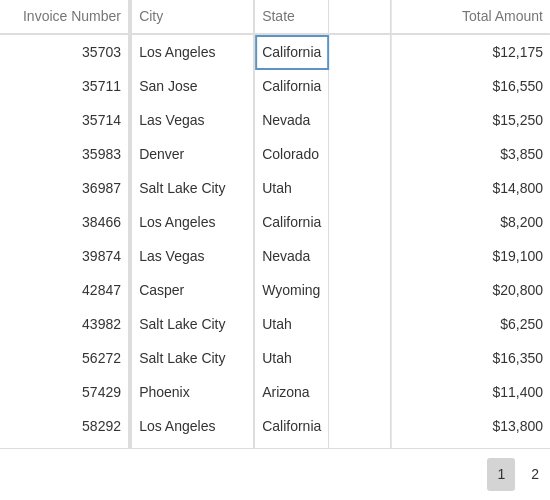 Invoice Number City State Total Amount
35703 Los Angeles California $12,175
35711 San Jose California $16,550
35714 Las Vegas Nevada $15,250
35983 Denver Colorado $3,850
36987 Salt Lake City Utah $14,800
38466 Los Angeles California $8,200
39874 Las Vegas Nevada $19,100
42847 Casper Wyoming $20,800
43982 Salt Lake City Utah $6,250
56272 Salt Lake City Utah $16,350
57429 Phoenix Arizona $11,400
58292 Los Angeles California $13,800
1 2